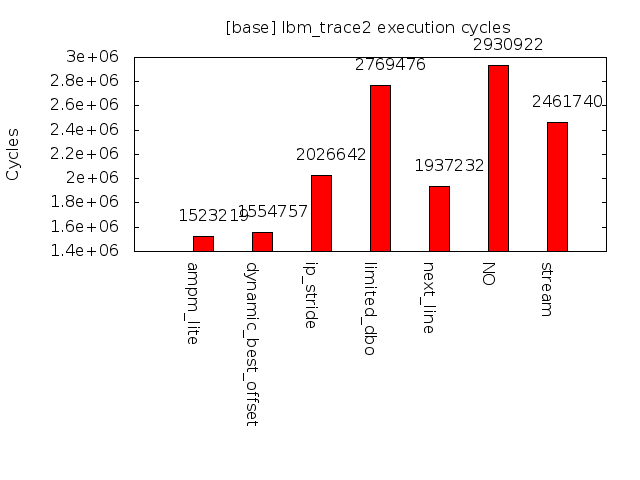 [base] lbm_trace2 execution cycles
Cycles
3e+06
2.8e+06
2.6e+06
2.4e+06
2.2e+06
2e+06
1.8e+06
1.6e+06
1.4e+06
1523219
1554757
2026642
2769476
1937232
2930922
2461740
ampm_lite
dynamic_best_offset
ip_stride
limited_dbo
next_line
NO
stream